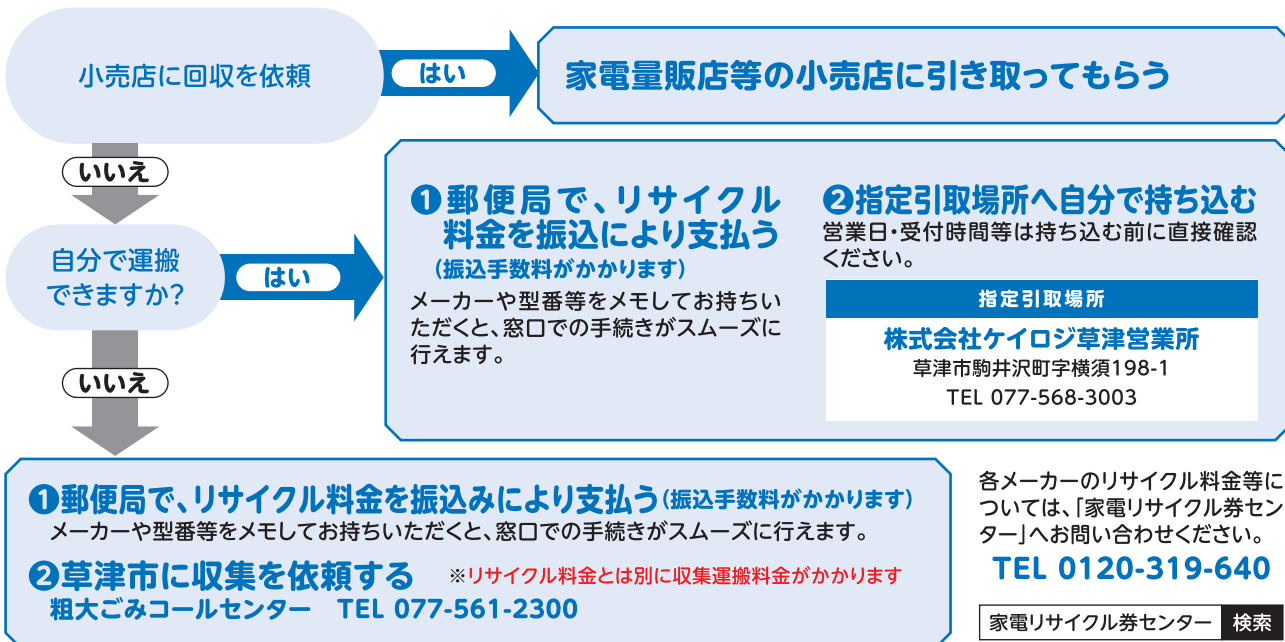 小売店に回収を依頼
はい
家電量販店等の小売店に引き取ってもらう
いいえ
自分で運搬
できますか?
はい
❶郵便局で、リサイクル
料金を振込により支払う
(振込手数料がかかります)
メーカーや型番等をメモしてお持ちい
ただくと、窓口での手続きがスムーズに
行えます。
❷指定引取場所へ自分で持ち込む
営業日・受付時間等は持ち込む前に直接確認
ください。
指定引取場所
株式会社ケイロジ草津営業所
草津市駒井沢町字横須198-1
TEL 077-568-3003
いいえ
❶郵便局で、リサイクル料金を振込みにより支払う(振込手数料がかかります)
メーカーや型番等をメモしてお持ちいただくと、窓口での手続きがスムーズに行えます。
❷草津市に収集を依頼する ※リサイクル料金とは別に収集運搬料金がかかります
粗大ごみコールセンター TEL 077-561-2300
各メーカーのリサイクル料金等に
ついては、「家電リサイクル券セン
ター」へお問い合わせください。
TEL 0120-319-640
家電リサイクル券センター 検索